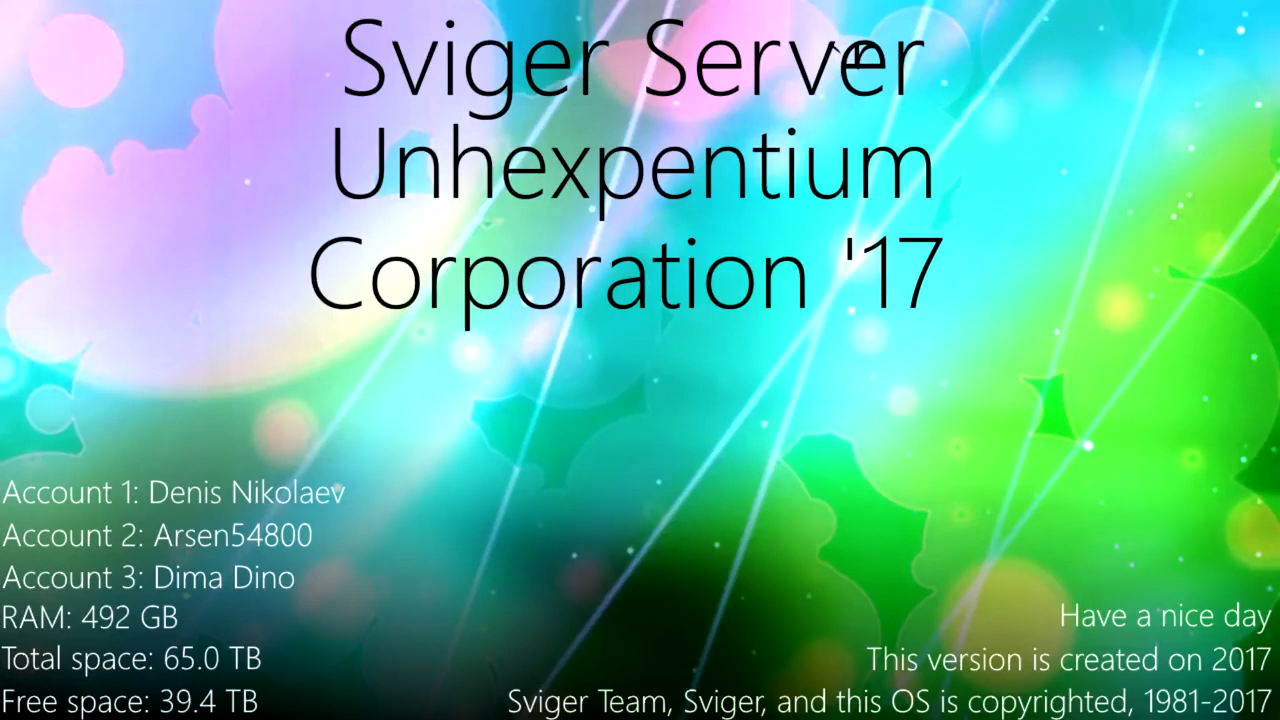 Sviger Server
Unhexpentium
Corporation '17
Account 1: Denis Nikolaev
Account 2: Arsen54800
Account 3: Dima Dino
RAM: 492 GB
Total space: 65.0 TB
Free space: 39.4 TB
Have a nice day
This version is created on 2017
Sviger Team, Sviger, and this OS is copyrighted, 1981-2017